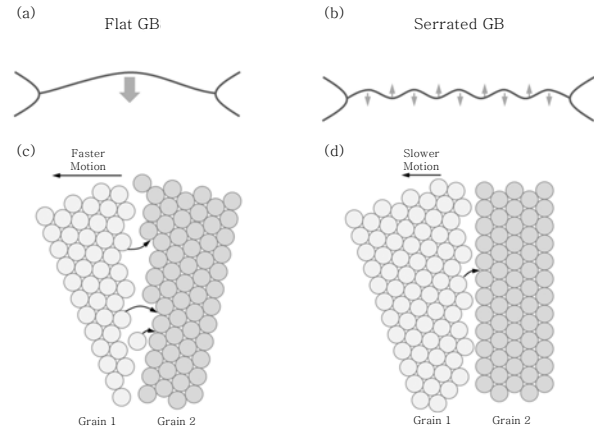 (a)
Flat GB
(b)
Serrated GB
(c)
Faster
Motion
(d)
Slower
Motion
Grain 1
Grain 2
Grain 1
Grain 2